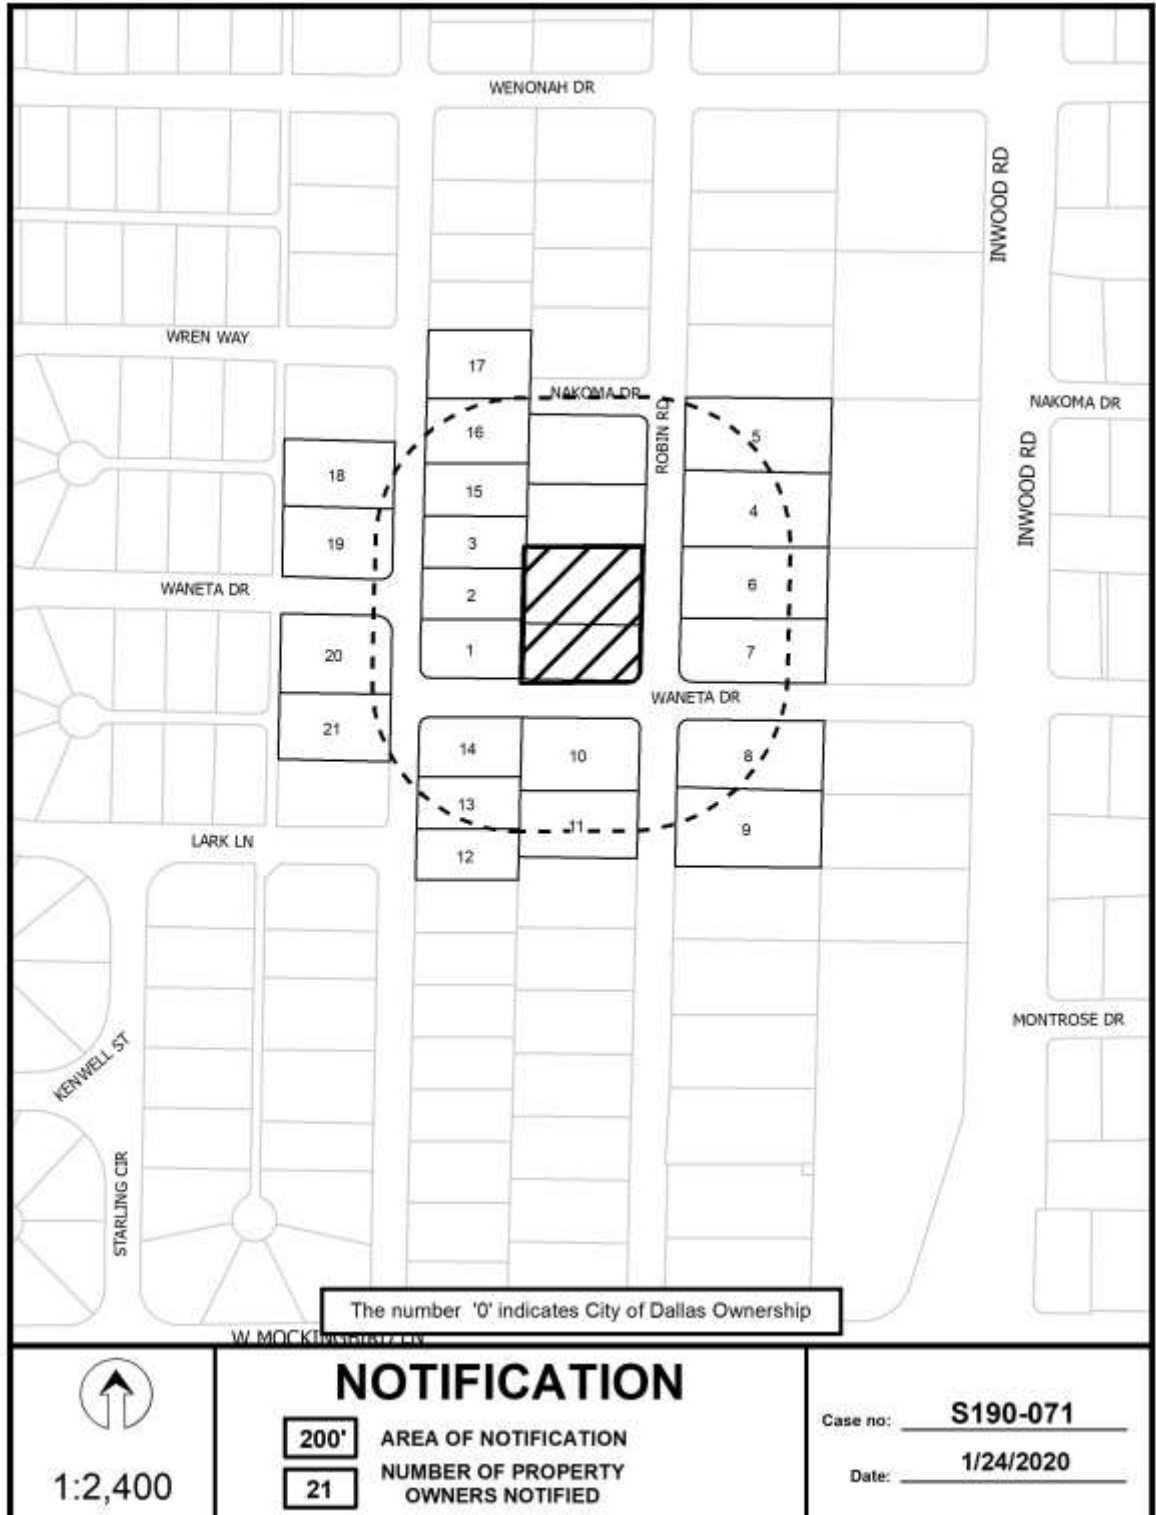 WENONAH DR
INWOOD RD
WREN WAY
17
NAKOMA DR
NAKOMA DR
ROBIN RD
16
5
INWOOD RD
18
15
4
19
3
WANETA DR
2
6
20
1
7
WANETA DR
21
14
10
8
13
11
9
LARK LN
12
MONTROSE DR
KENWELL ST
STARLING CIR
The number '0' indicates City of Dallas Ownership
W MOCKINGBIRD LN
NOTIFICATION
200' AREA OF NOTIFICATION
21 NUMBER OF PROPERTY
OWNERS NOTIFIED
1:2,400
Case no: S190-071
Date: 1/24/2020